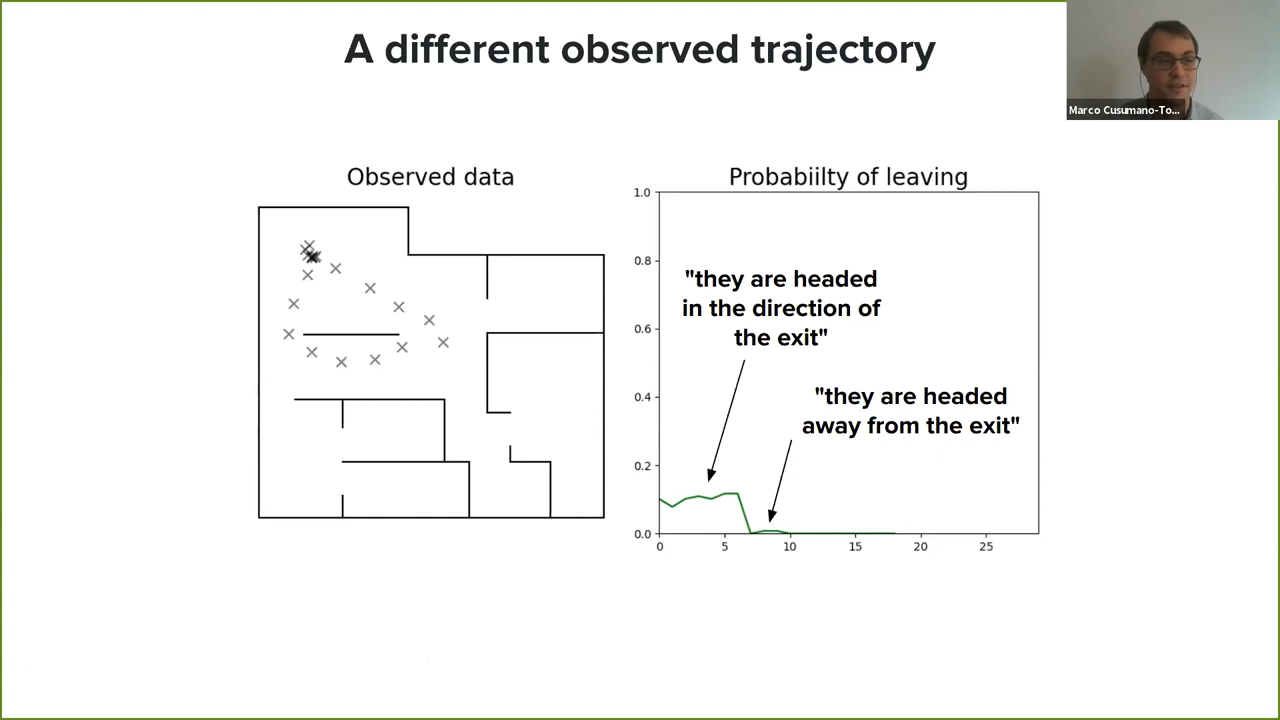 A different observed trajectory
Marco Cusumano-To...
Observed data
Probabiilty of leaving
1.0
0.8
0.6
0.4
0.2
0.0
"they are headed
in the direction of
the exit"
"they are headed
away from the exit"
0 5 10 15 20 25